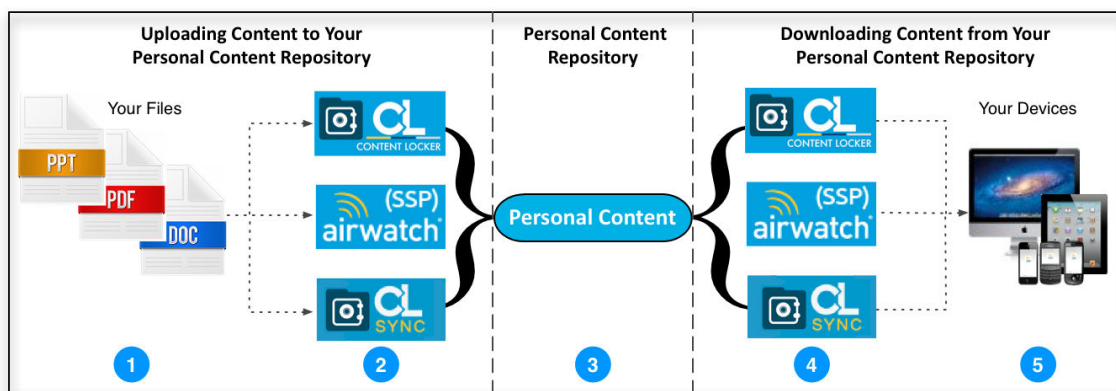 Uploading Content to Your
Personal Content Repository
Personal Content
Repository
Downloading Content from Your
Personal Content Repository
Your Files
PPT
PDF
DOC
CL
CONTENT LOCKER
(SSP)
airwatch
CL
SYNC
Personal Content
CL
CONTENT LOCKER
(SSP)
airwatch
CL
SYNC
Your Devices
1
2
3
4
5